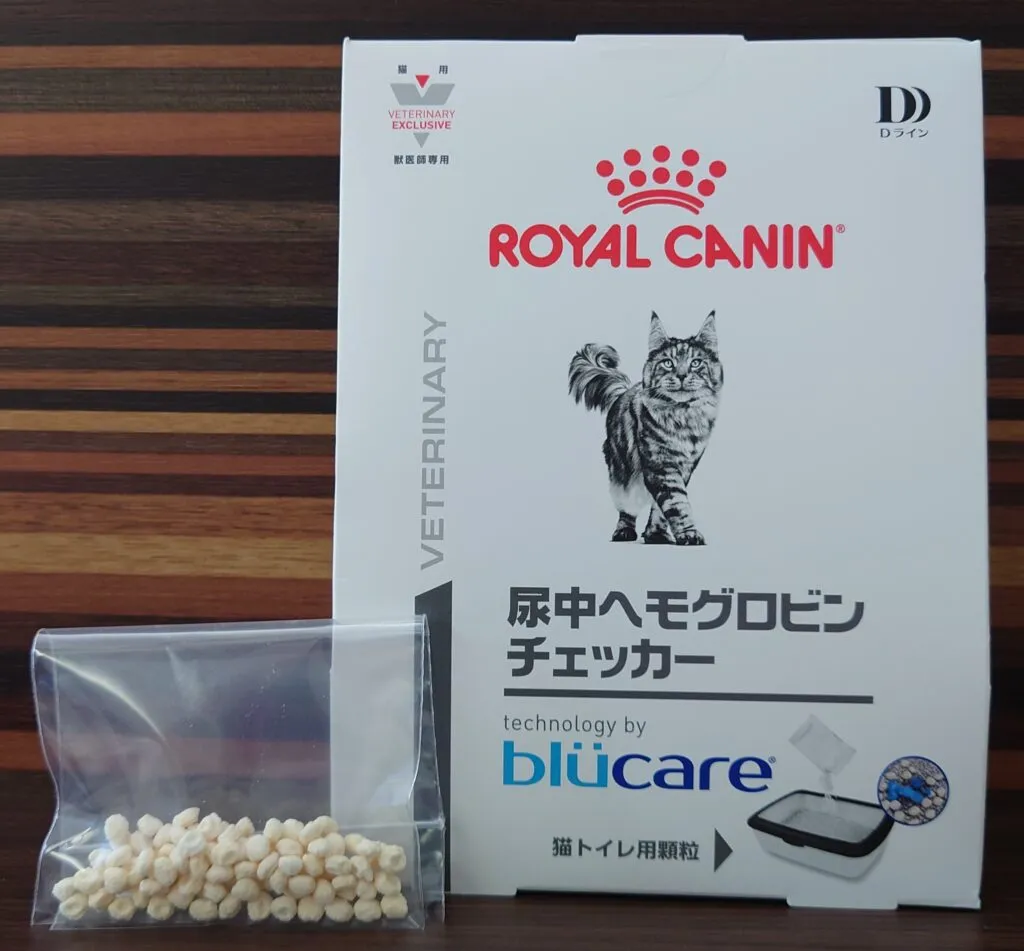 猫用
VETERINARY
EXCLUSIVE
獣医師専用
D
Dライン
ROYAL CANIN®
VETERINARY
尿中ヘモグロビン
チェッカー
technology by
blücare®
猫トイレ用顆粒